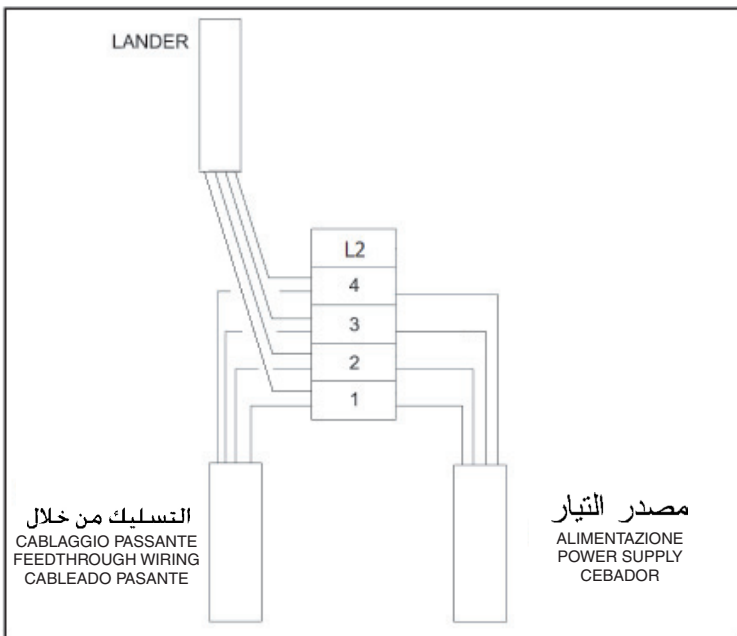 LANDER
L2
4
3
2
1
التسليك من خلال
CABLAGGIO PASSANTE
FEEDTHROUGH WIRING
CABLEADO PASANTE
مصدر التيار
ALIMENTAZIONE
POWER SUPPLY
CEBADOR